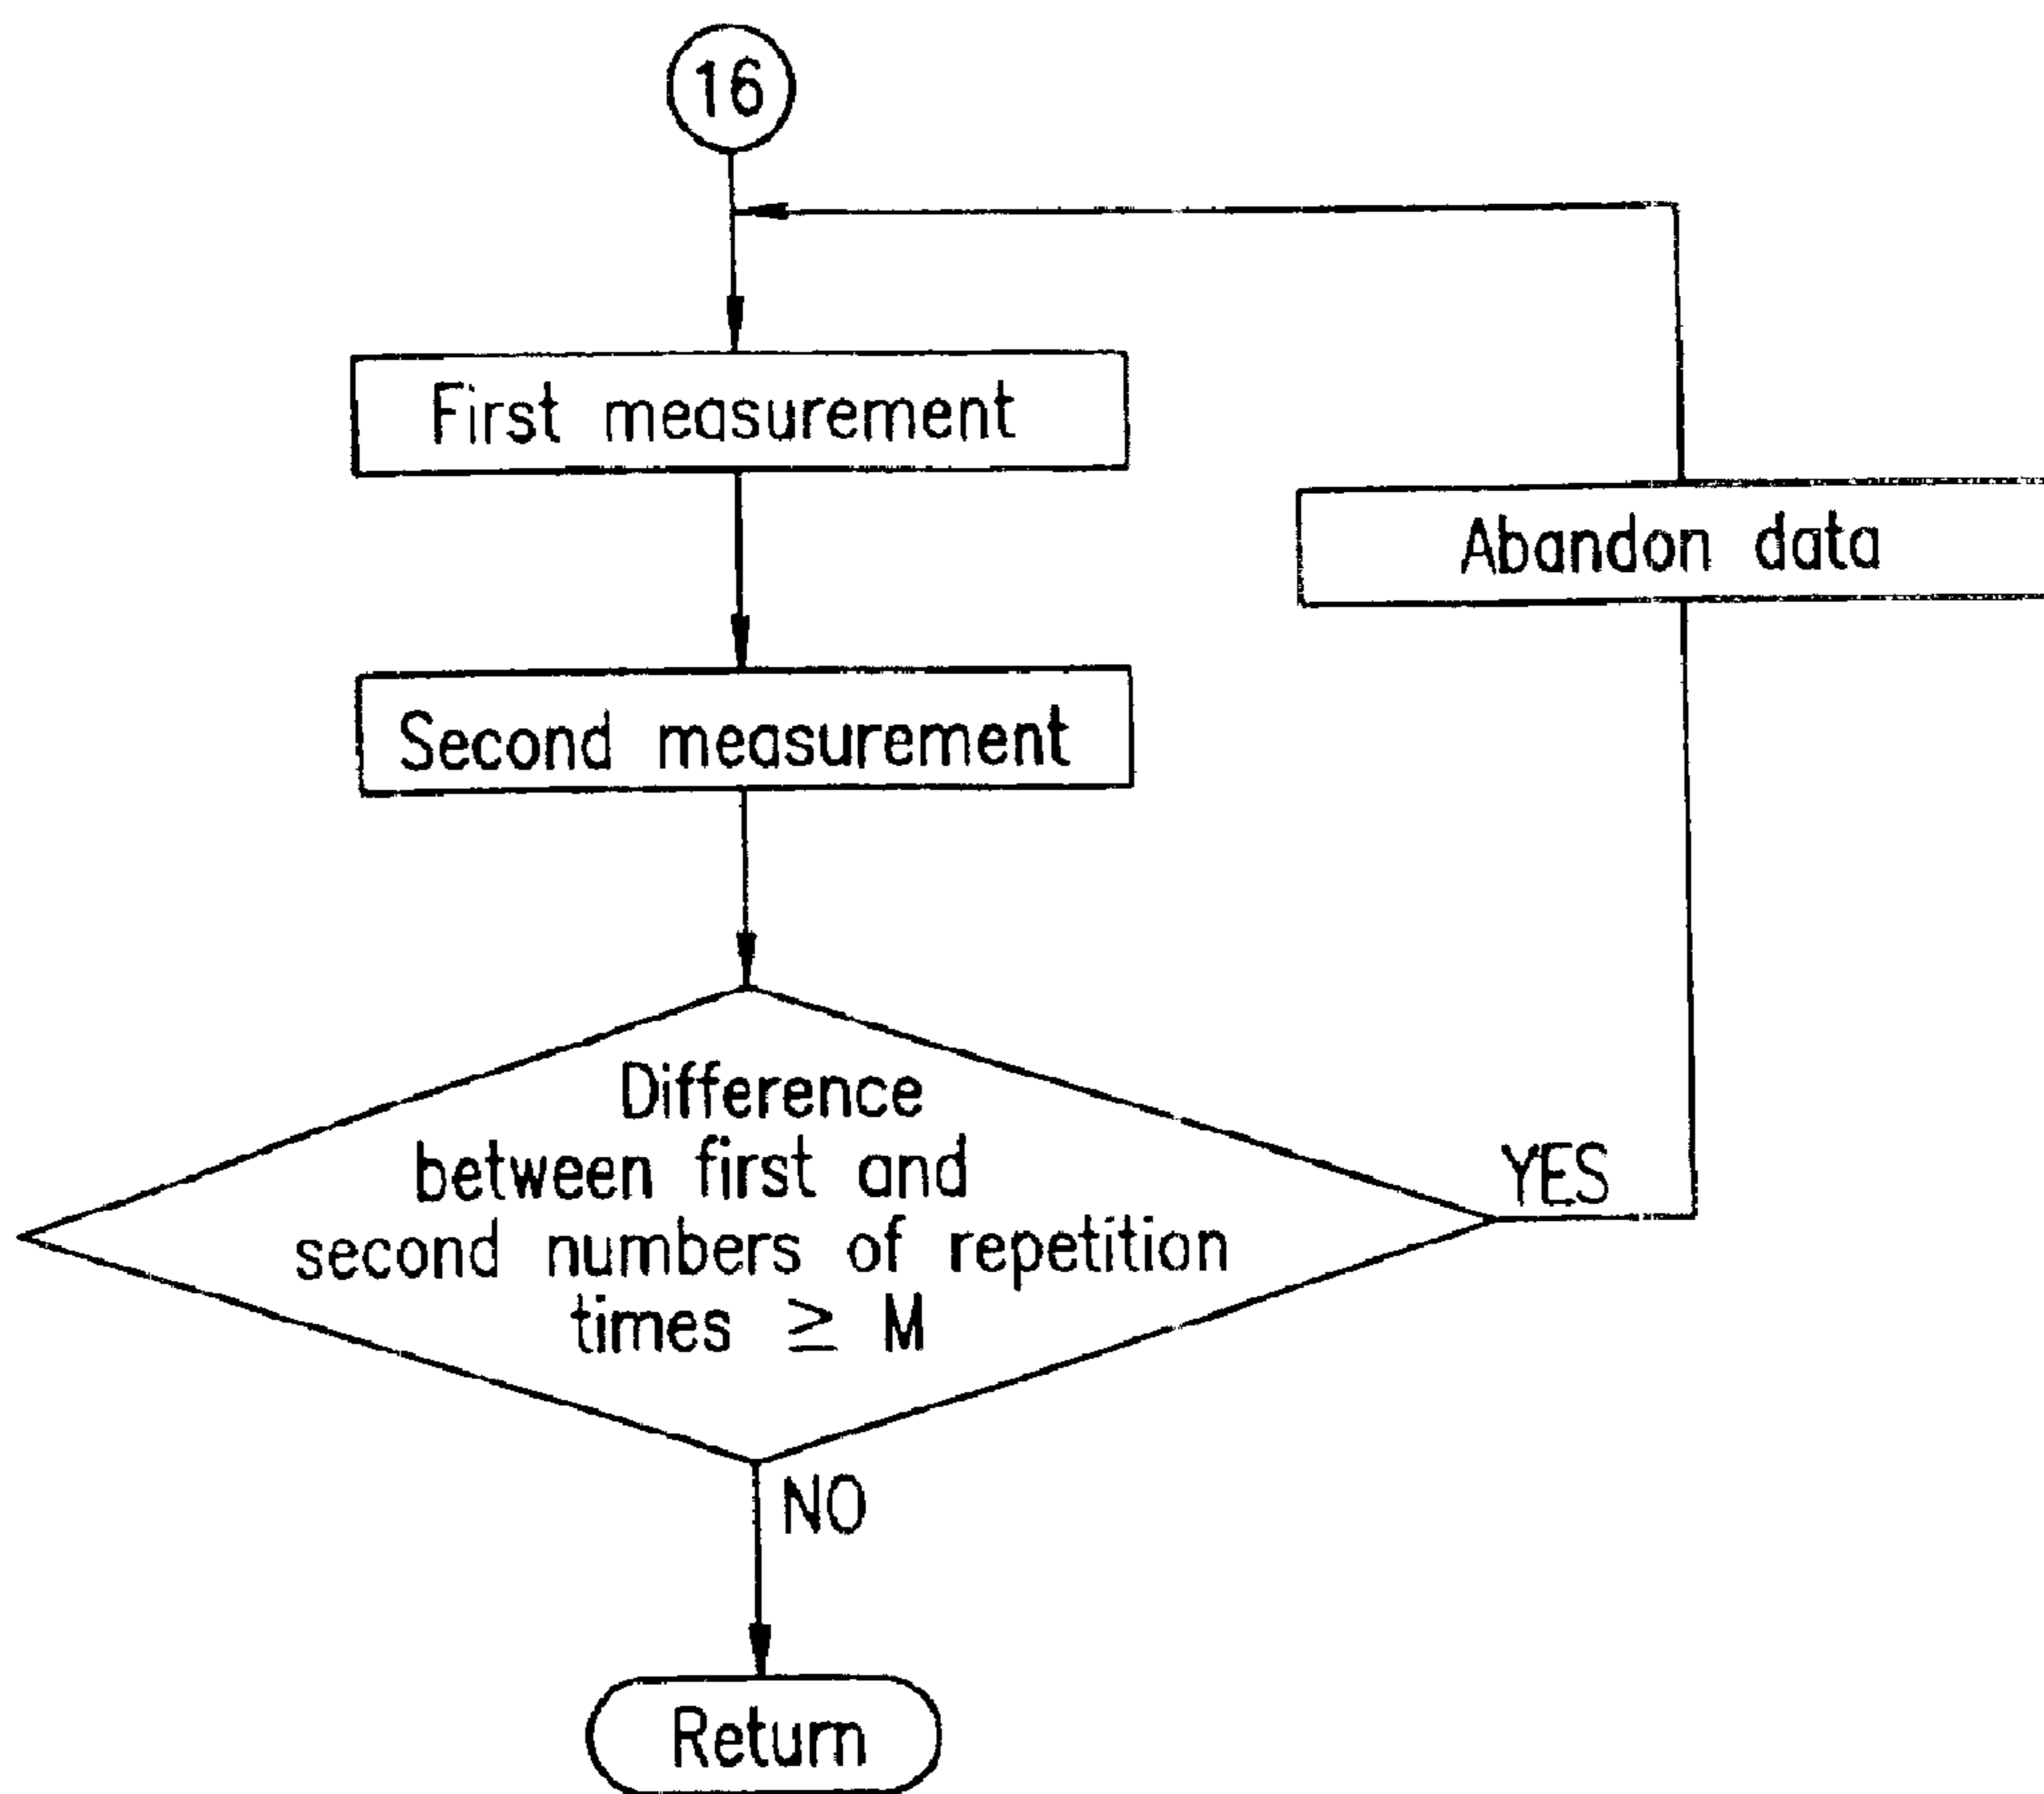 16
First measurement
Abandon data
Second measurement
Difference
between first and
second numbers of repetition
times ≥ M
YES
NO
Return